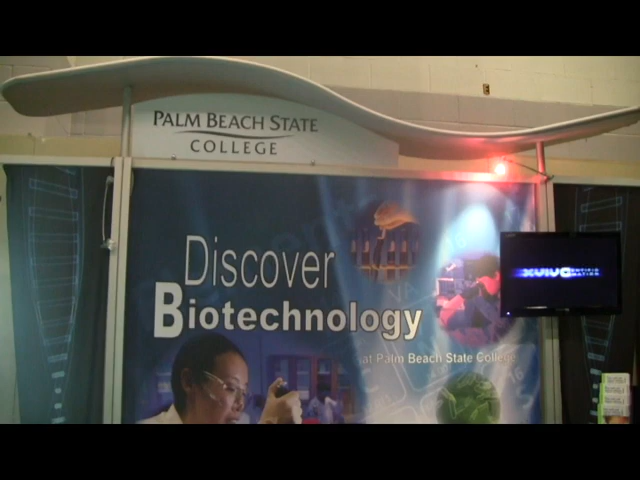 PALM BEACH STATE
COLLEGE
Discover
Biotechnology
at Palm Beach State College